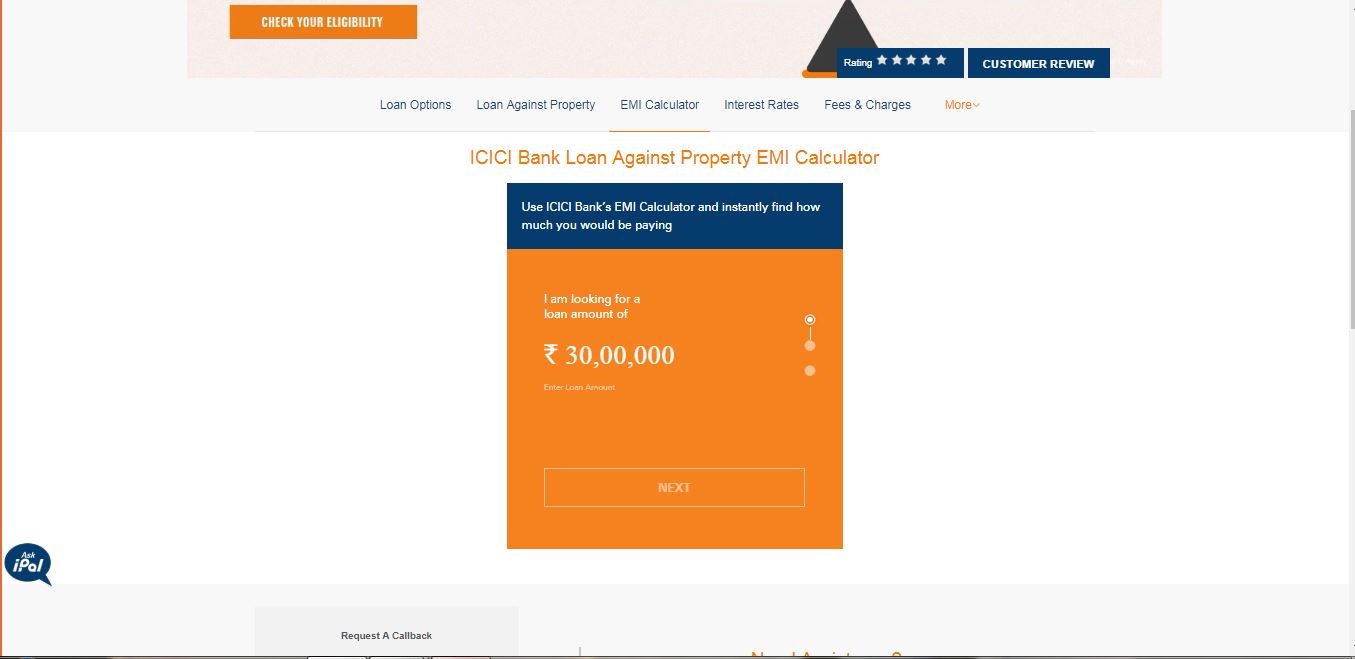 CHECK YOUR ELIGIBILITY
Rating
CUSTOMER REVIEW
Loan Options
Loan Against Property
EMI Calculator
Interest Rates
Fees & Charges
More
ICICI Bank Loan Against Property EMI Calculator
Use ICICI Bank's EMI Calculator and instantly find how
much you would be paying
I am looking for a
loan amount of
₹ 30,00,000
Enter Loan Amount
NEXT
Ask
iPal
Request A Callback